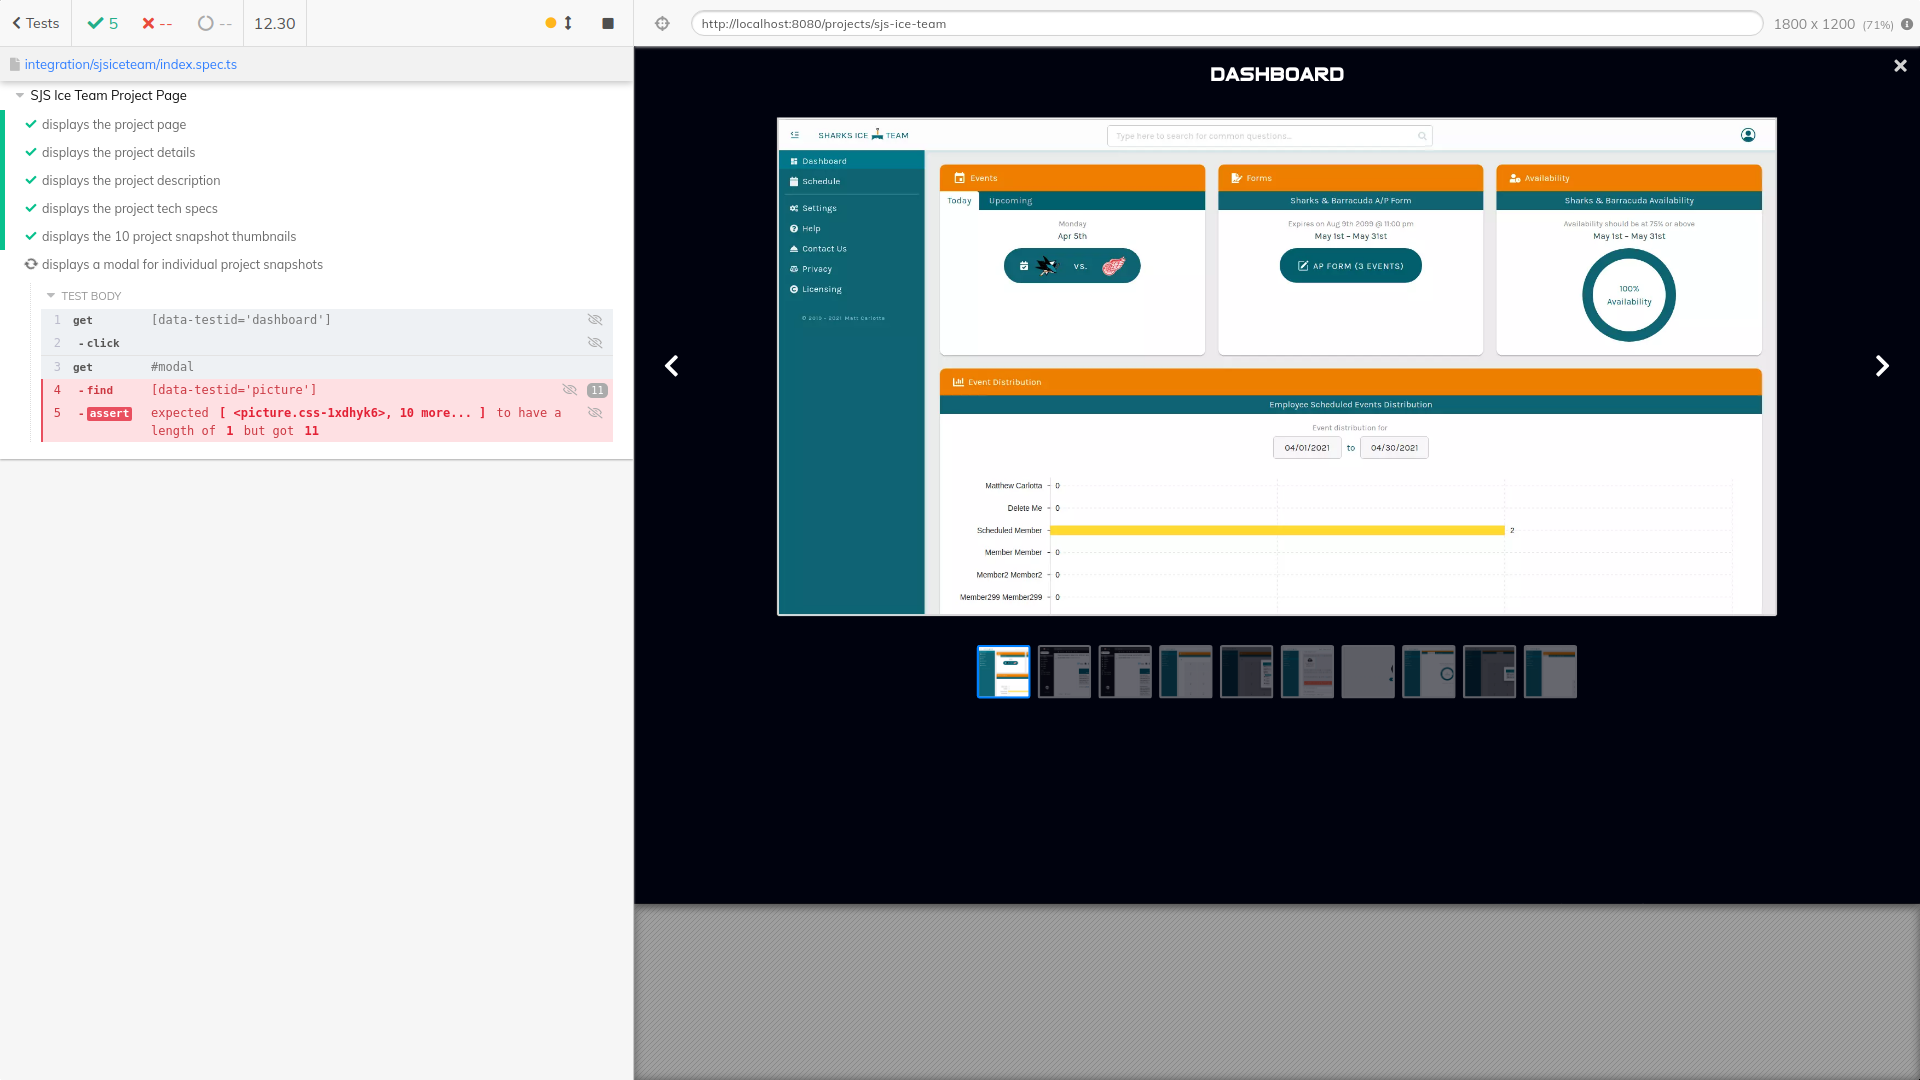 Tests
5
--
--
12.30
http://localhost:8080/projects/sjs-ice-team
1800 x 1200 (71%)
integration/sjsiceteam/index.spec.ts
SJS Ice Team Project Page
displays the project page
displays the project details
displays the project description
displays the project tech specs
displays the 10 project snapshot thumbnails
displays a modal for individual project snapshots
TEST BODY
1 get [data-testid='dashboard']
2 -click
3 get #modal
4 -find [data-testid='picture'] 11
5 -assert expected [ <picture.css-1xdhyk6>, 10 more... ] to have a
length of 1 but got 11
DASHBOARD
SHARKS ICE TEAM
Type here to search for common questions...
Dashboard
Schedule
Settings
Help
Contact Us
Privacy
Licensing
© 2019 - 2021 Matt Carlotta
Events
Today Upcoming
Monday
Apr 5th
vs.
Forms
Sharks & Barracuda A/P Form
Expires on Aug 9th 2099 @ 11:00 pm
May 1st - May 31st
AP FORM (3 EVENTS)
Availability
Sharks & Barracuda Availability
Availability should be at 75% or above
May 1st - May 31st
100%
Availability
Event Distribution
Employee Scheduled Events Distribution
Event distribution for
04/01/2021 to 04/30/2021
Matthew Carlotta 0
Delete Me 0
Scheduled Member 2
Member Member 0
Member2 Member2 0
Member299 Member299 0